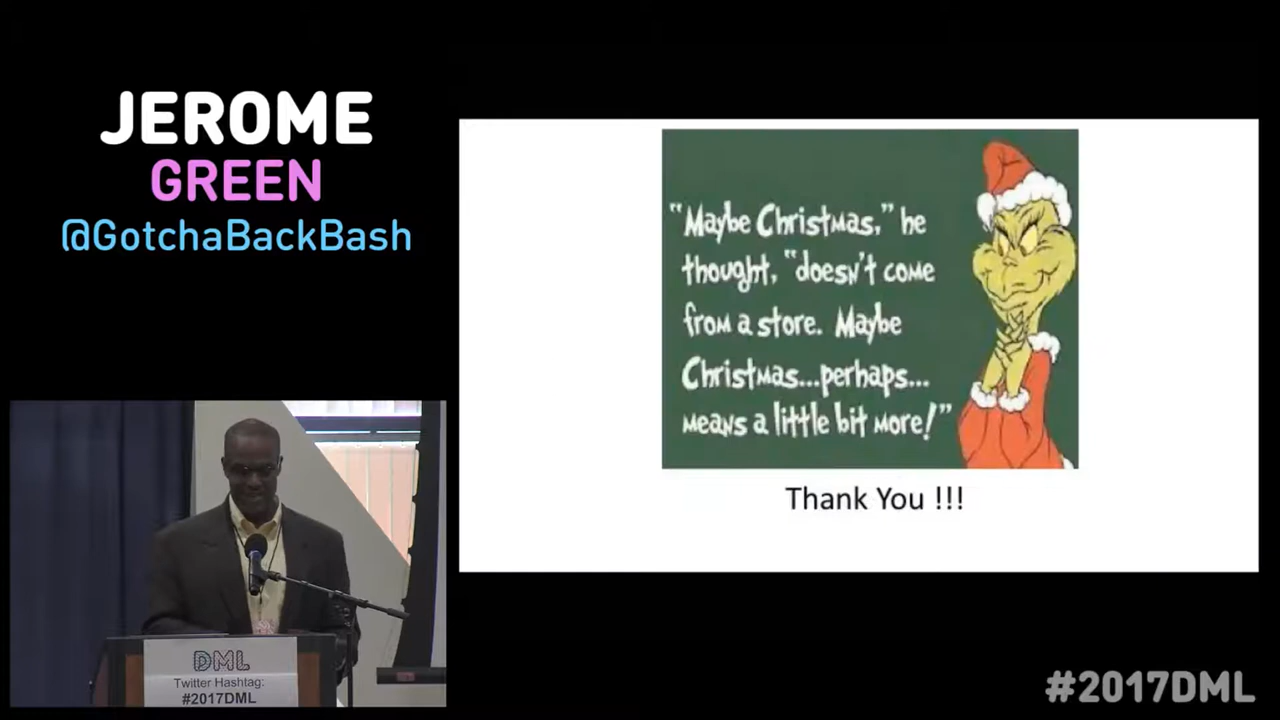 JEROME
GREEN
@GotchaBackBash
“Maybe Christmas,” he
thought, “doesn’t come
from a store. Maybe
Christmas...perhaps...
means a little bit more!”
Thank You !!!
DML
Twitter Hashtag:
#2017DML
#2017DML